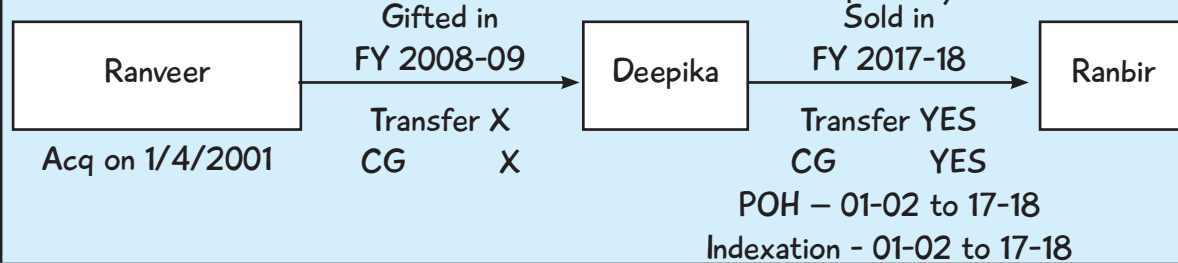 Gifted in
FY 2008-09
Sold in
FY 2017-18
Ranveer
Deepika
Ranbir
Transfer X
Transfer YES
Acq on 1/4/2001
CG X
CG YES
POH – 01-02 to 17-18
Indexation - 01-02 to 17-18